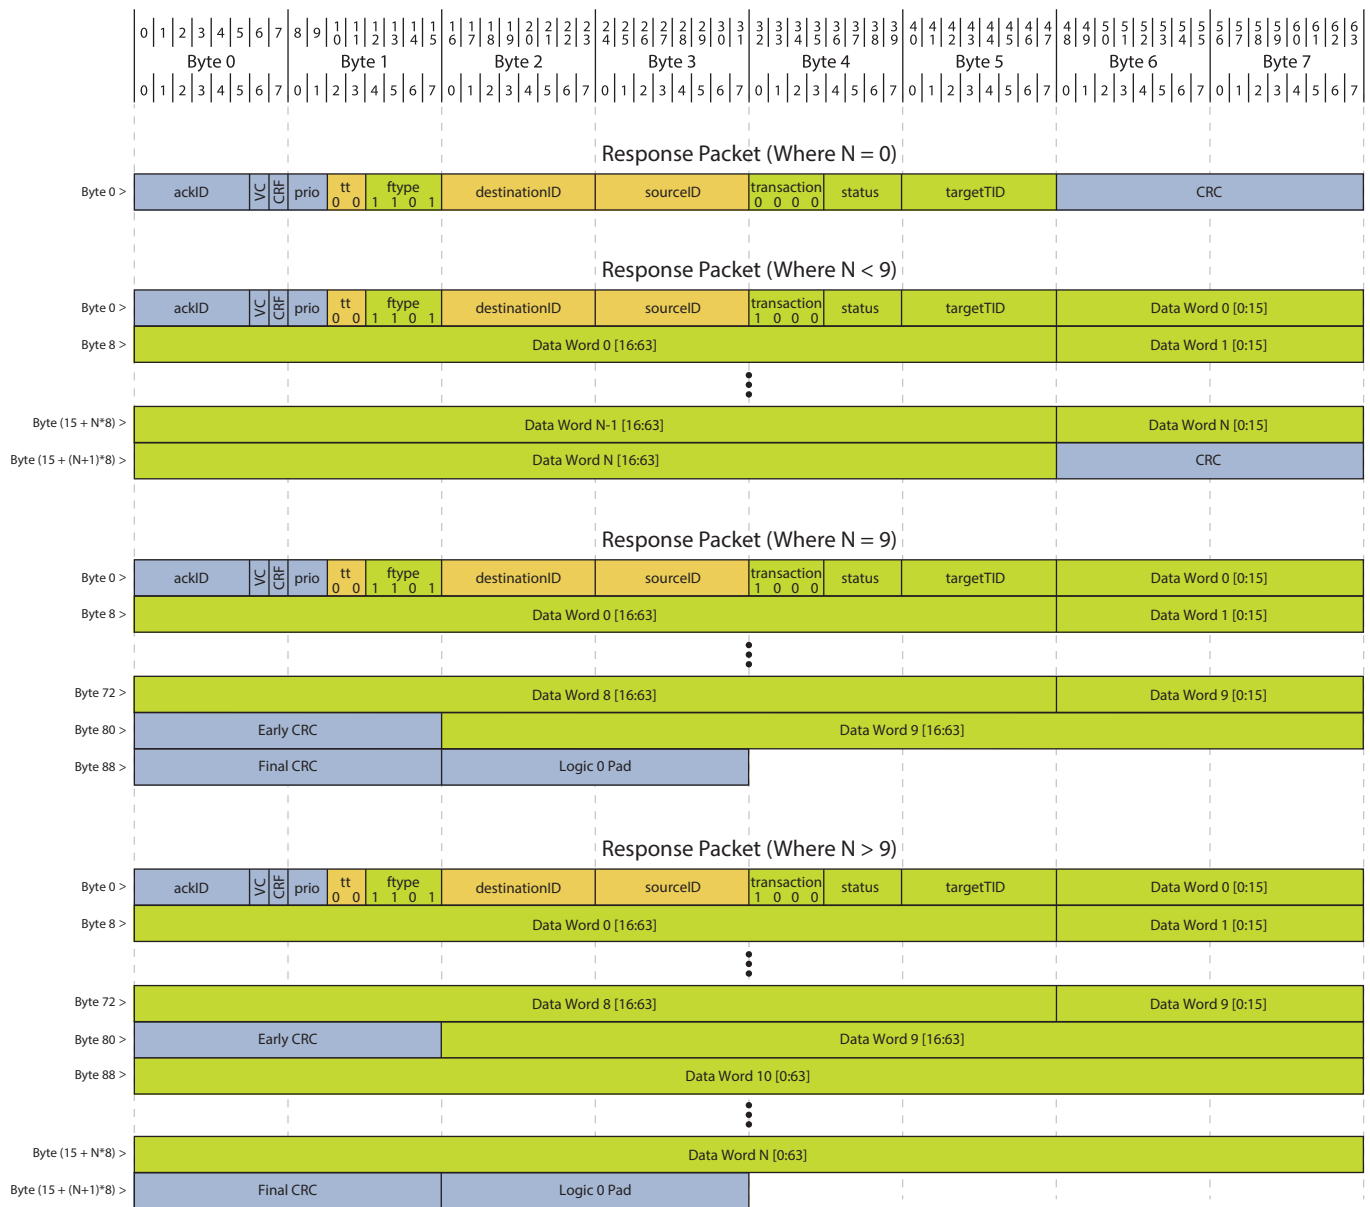 0 1 2 3 4 5 6 7 8 9 10 11 12 13 14 15 16 17 18 19 20 21 22 23 24 25 26 27 28 29 30 31 32 33 34 35 36 37 38 39 40 41 42 43 44 45 46 47 48 49 50 51 52 53 54 55 56 57 58 59 60 61 62 63
Byte 0 Byte 1 Byte 2 Byte 3 Byte 4 Byte 5 Byte 6 Byte 7
0 1 2 3 4 5 6 7 0 1 2 3 4 5 6 7 0 1 2 3 4 5 6 7 0 1 2 3 4 5 6 7 0 1 2 3 4 5 6 7 0 1 2 3 4 5 6 7 0 1 2 3 4 5 6 7 0 1 2 3 4 5 6 7
Response Packet (Where N = 0)
Byte 0 > ackID VC CRF prio tt 0 0 ftype 1 1 0 1 destinationID sourceID transaction 0 0 0 0 status targetTID CRC
Response Packet (Where N < 9)
Byte 0 > ackID VC CRF prio tt 0 0 ftype 1 1 0 1 destinationID sourceID transaction 1 0 0 0 status targetTID Data Word 0 [0:15]
Byte 8 > Data Word 0 [16:63] Data Word 1 [0:15]
Byte (15 + N*8) > Data Word N-1 [16:63] Data Word N [0:15]
Byte (15 + (N+1)*8) > Data Word N [16:63] CRC
Response Packet (Where N = 9)
Byte 0 > ackID VC CRF prio tt 0 0 ftype 1 1 0 1 destinationID sourceID transaction 1 0 0 0 status targetTID Data Word 0 [0:15]
Byte 8 > Data Word 0 [16:63] Data Word 1 [0:15]
Byte 72 > Data Word 8 [16:63] Data Word 9 [0:15]
Byte 80 > Early CRC Data Word 9 [16:63]
Byte 88 > Final CRC Logic 0 Pad
Response Packet (Where N > 9)
Byte 0 > ackID VC CRF prio tt 0 0 ftype 1 1 0 1 destinationID sourceID transaction 1 0 0 0 status targetTID Data Word 0 [0:15]
Byte 8 > Data Word 0 [16:63] Data Word 1 [0:15]
Byte 72 > Data Word 8 [16:63] Data Word 9 [0:15]
Byte 80 > Early CRC Data Word 9 [16:63]
Byte 88 > Data Word 10 [0:63]
Byte (15 + N*8) > Data Word N [0:63]
Byte (15 + (N+1)*8) > Final CRC Logic 0 Pad